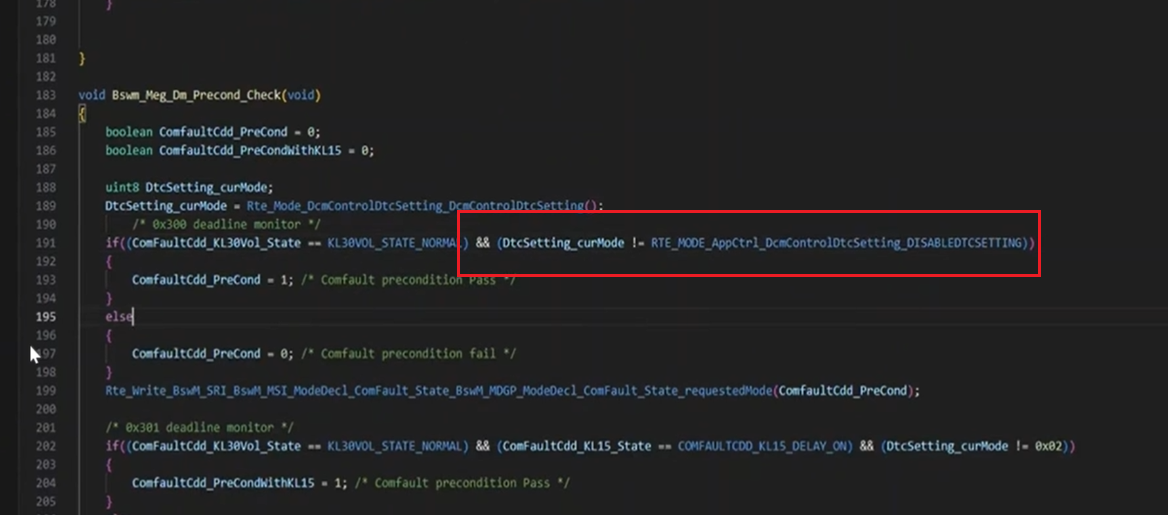 178 }
179
180
181 }
182
183 void Bswm_Meg_Dm_Precond_Check(void)
184 {
185 boolean ComfaultCdd_PreCond = 0;
186 boolean ComfaultCdd_PreCondWithKL15 = 0;
187
188 uint8 DtcSetting_curMode;
189 DtcSetting_curMode = Rte_Mode_DcmControlDtcSetting_DcmControlDtcSetting();
190 /* 0x300 deadline monitor */
191 if((ComFaultCdd_KL30Vol_State == KL30VOL_STATE_NORMAL) && (DtcSetting_curMode != RTE_MODE_AppCtrl_DcmControlDtcSetting_DISABLEDTCSETTING))
192 {
193 ComfaultCdd_PreCond = 1; /* Comfault precondition Pass */
194 }
195 else
196 {
197 ComfaultCdd_PreCond = 0; /* Comfault precondition fail */
198 }
199 Rte_Write_BswM_SRI_BswM_MSI_ModeDecl_ComFault_State_BswM_MDGP_ModeDecl_ComFault_State_requestedMode(ComfaultCdd_PreCond);
200
201 /* 0x301 deadline monitor */
202 if((ComFaultCdd_KL30Vol_State == KL30VOL_STATE_NORMAL) && (ComFaultCdd_KL15_State == COMFAULTCDD_KL15_DELAY_ON) && (DtcSetting_curMode != 0x02))
203 {
204 ComfaultCdd_PreCondWithKL15 = 1; /* Comfault precondition Pass */
205 }